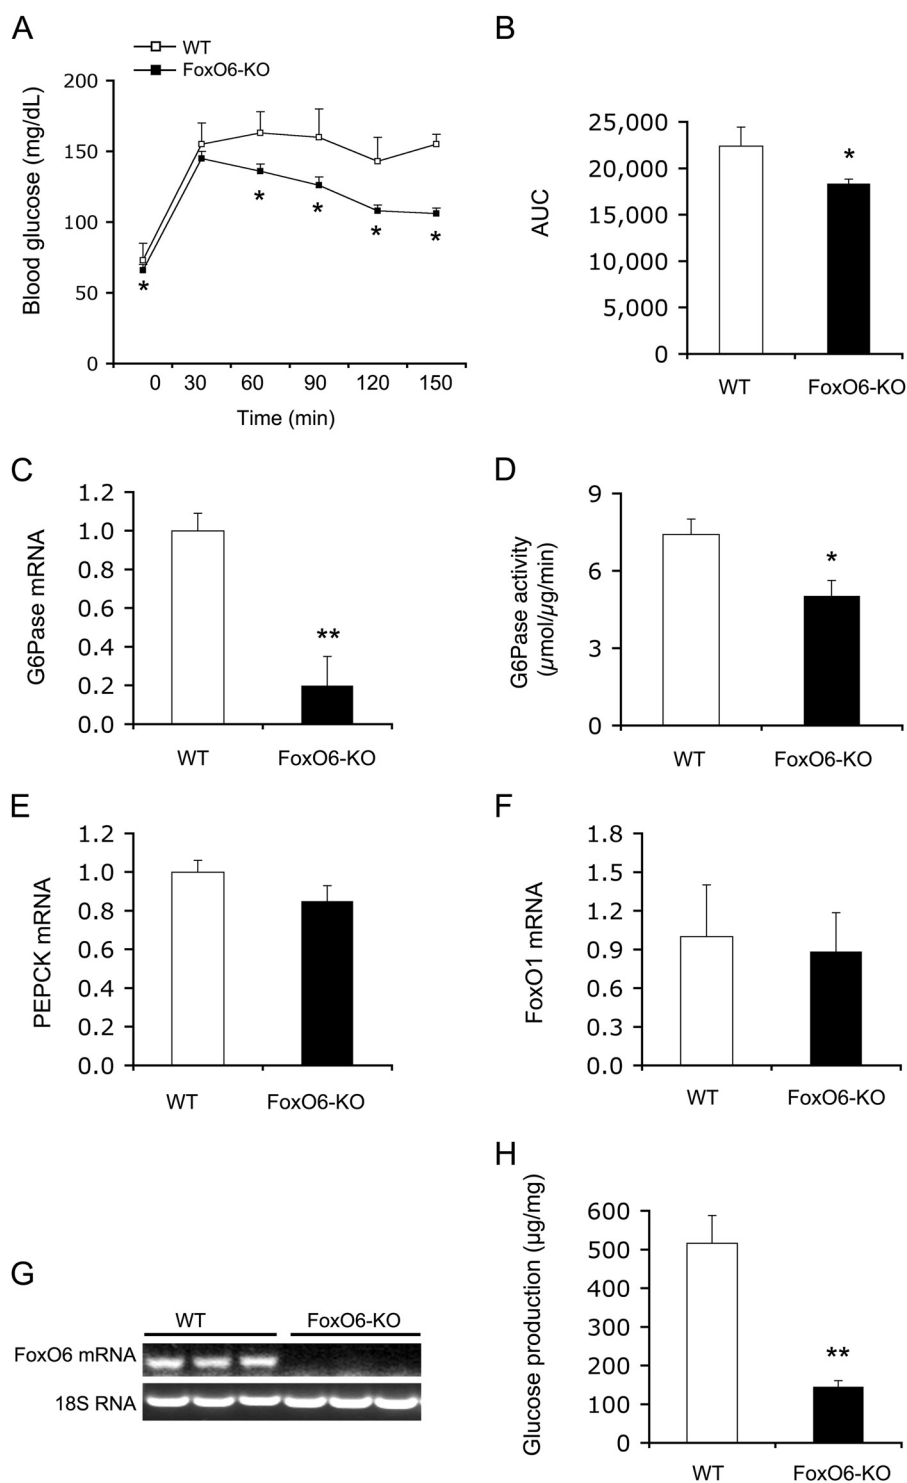 A
WT
FoxO6-KO
Blood glucose (mg/dL)
200
150
100
50
0
*
*
*
*
*
0 30 60 90 120 150
Time (min)
B
AUC
25,000
20,000
15,000
10,000
5,000
0
*
WT FoxO6-KO
C
G6Pase mRNA
1.2
1.0
0.8
0.6
0.4
0.2
0.0
**
WT FoxO6-KO
D
G6Pase activity
(µmol/µg/min)
9
6
3
0
*
WT FoxO6-KO
E
PEPCK mRNA
1.2
1.0
0.8
0.6
0.4
0.2
0.0
WT FoxO6-KO
F
FoxO1 mRNA
1.8
1.5
1.2
0.9
0.6
0.3
0.0
WT FoxO6-KO
G
WT FoxO6-KO
FoxO6 mRNA
18S RNA
H
Glucose production (µg/mg)
600
500
400
300
200
100
0
**
WT FoxO6-KO